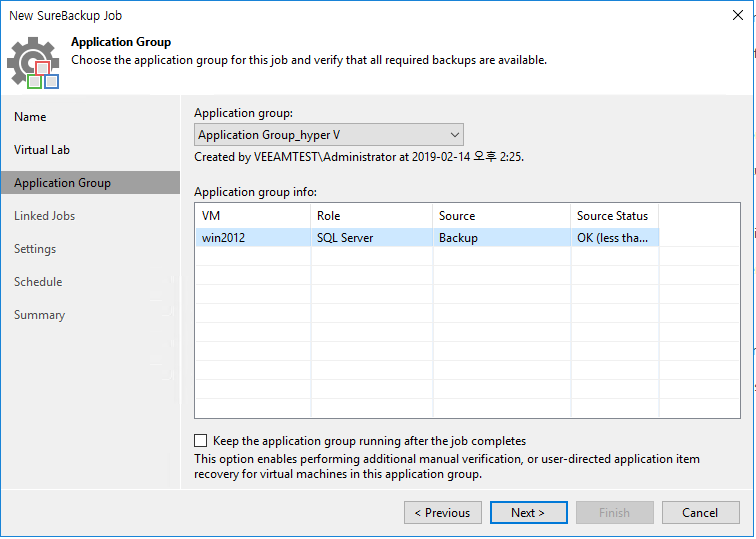 New SureBackup Job
Application Group
Choose the application group for this job and verify that all required backups are available.
Name
Virtual Lab
Application Group
Linked Jobs
Settings
Schedule
Summary
Application group:
Application Group_hyper V
Created by VEEAMTEST\Administrator at 2019-02-14 오후 2:25.
Application group info:
VM Role Source Source Status
win2012 SQL Server Backup OK (less tha...
Keep the application group running after the job completes
This option enables performing additional manual verification, or user-directed application item
recovery for virtual machines in this application group.
< Previous Next > Finish Cancel